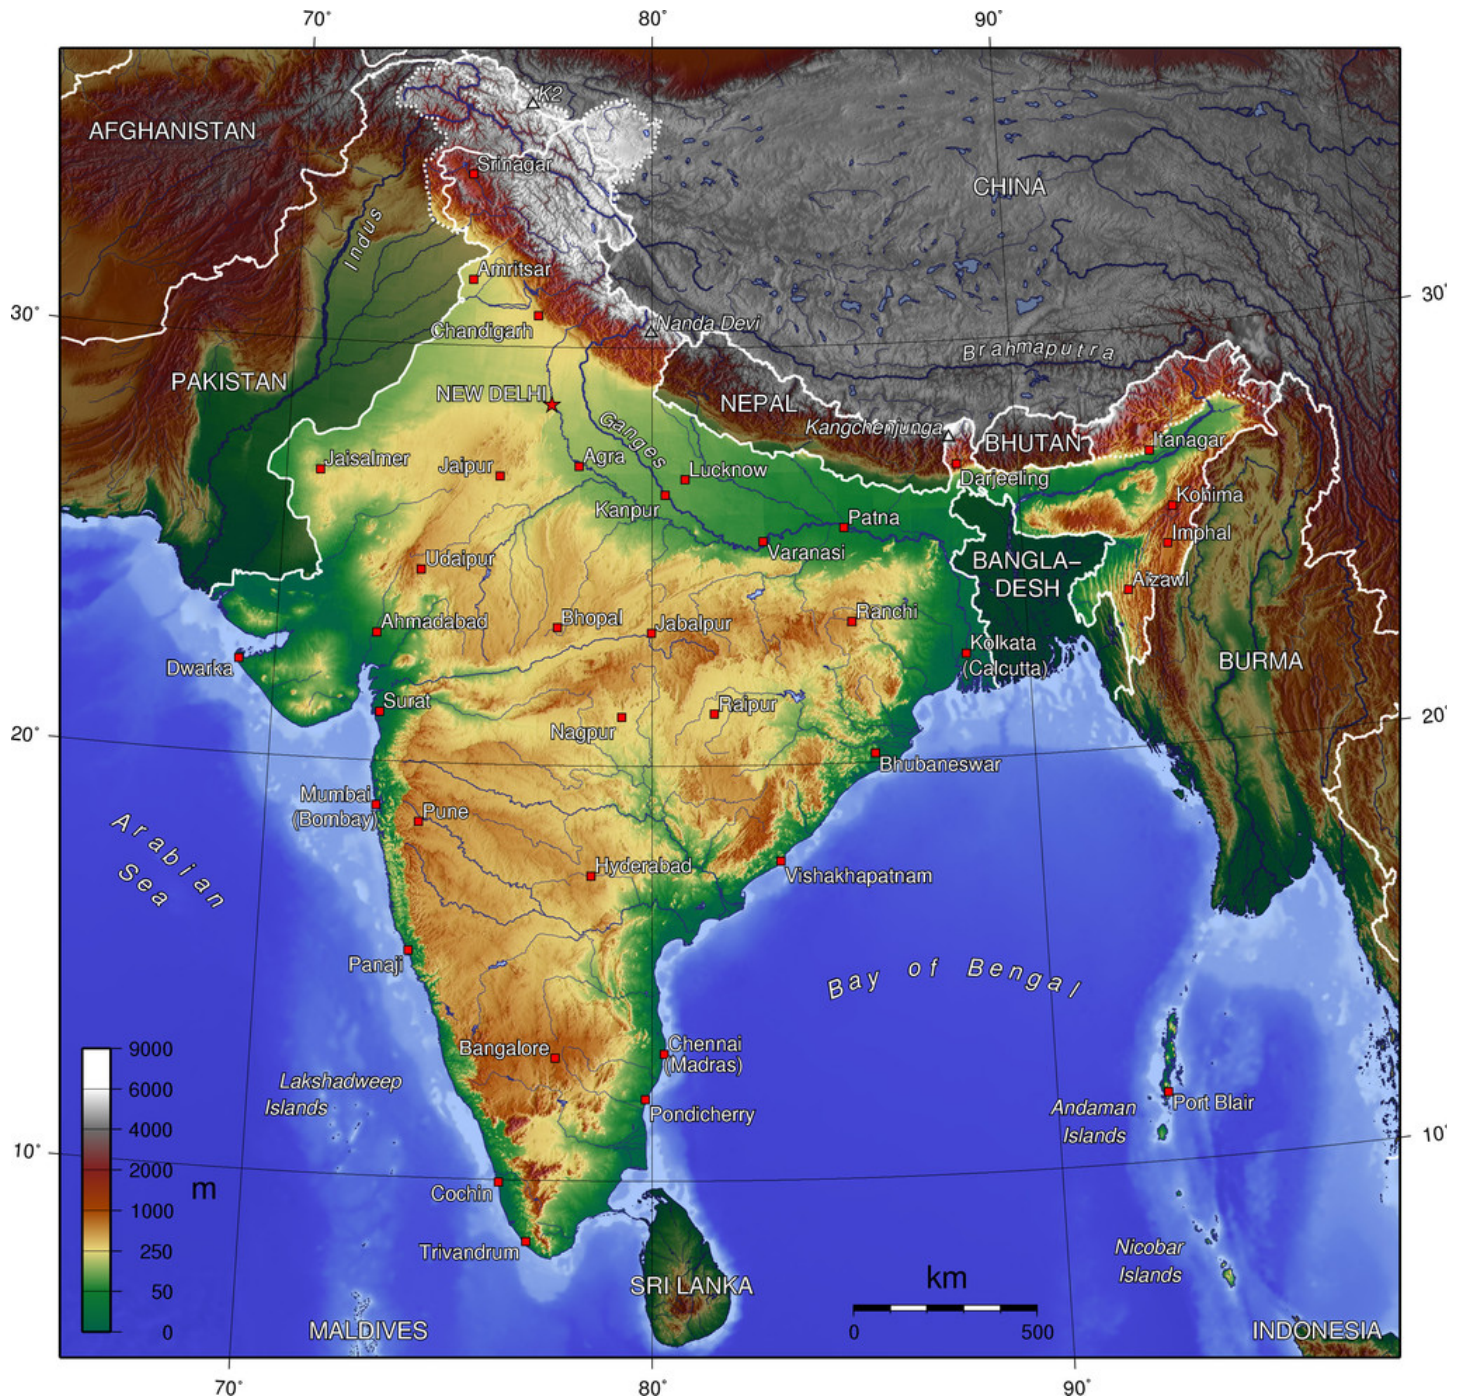 70°
80°
90°
K2
AFGHANISTAN
Srinagar
CHINA
Indus
Amritsar
30°
30°
Chandigarh
Nanda Devi
Brahmaputra
PAKISTAN
NEW DELHI
NEPAL
Ganges
Kangchenjunga
BHUTAN
Itanagar
Jaisalmer
Jaipur
Agra
Lucknow
Darjeeling
Kohima
Kanpur
Patna
Imphal
Varanasi
Udaipur
BANGLA–
DESH
Aizawl
Ahmadabad
Bhopal
Jabalpur
Ranchi
Dwarka
Kolkata
(Calcutta)
BURMA
Surat
Raipur
Nagpur
20°
20°
Bhubaneswar
Mumbai
(Bombay)
Pune
Arabian
Sea
Hyderabad
Vishakhapatnam
Panaji
Bay of Bengal
Bangalore
Chennai
(Madras)
9000
6000
4000
2000
1000
250
50
0
m
Lakshadweep
Islands
Pondicherry
Andaman
Islands
Port Blair
10°
10°
Cochin
Trivandrum
Nicobar
Islands
SRI LANKA
km
0
500
MALDIVES
INDONESIA
70°
80°
90°